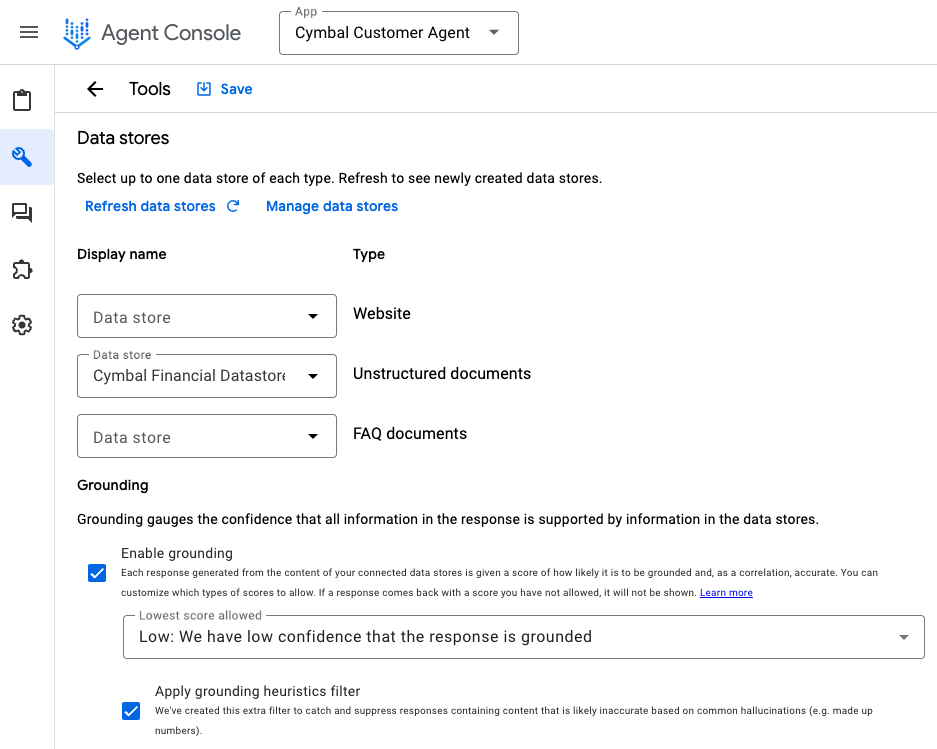 Agent Console
App
Cymbal Customer Agent
Tools
Save
Data stores
Select up to one data store of each type. Refresh to see newly created data stores.
Refresh data stores
Manage data stores
Display name
Type
Data store
Website
Data store
Cymbal Financial Datastore
Unstructured documents
Data store
FAQ documents
Grounding
Grounding gauges the confidence that all information in the response is supported by information in the data stores.
Enable grounding
Each response generated from the content of your connected data stores is given a score of how likely it is to be grounded and, as a correlation, accurate. You can
customize which types of scores to allow. If a response comes back with a score you have not allowed, it will not be shown. Learn more
Lowest score allowed
Low: We have low confidence that the response is grounded
Apply grounding heuristics filter
We've created this extra filter to catch and suppress responses containing content that is likely inaccurate based on common hallucinations (e.g. made up
numbers).